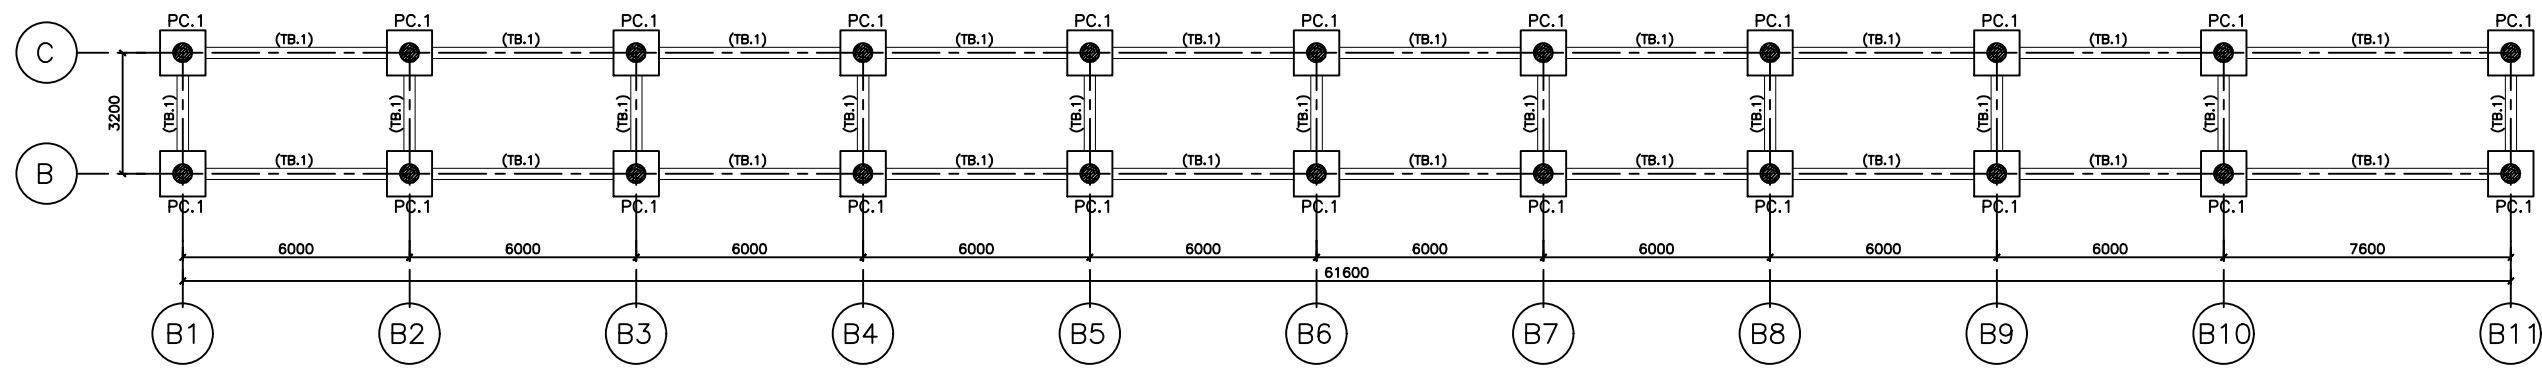 PC.1 PC.1 PC.1 PC.1 PC.1 PC.1 PC.1 PC.1 PC.1 PC.1 PC.1
C (TB.1) (TB.1) (TB.1) (TB.1) (TB.1) (TB.1) (TB.1) (TB.1) (TB.1) (TB.1)
3200 (TB.1) (TB.1) (TB.1) (TB.1) (TB.1) (TB.1) (TB.1) (TB.1) (TB.1) (TB.1) (TB.1)
B (TB.1) (TB.1) (TB.1) (TB.1) (TB.1) (TB.1) (TB.1) (TB.1) (TB.1) (TB.1)
PC.1 PC.1 PC.1 PC.1 PC.1 PC.1 PC.1 PC.1 PC.1 PC.1 PC.1
6000 6000 6000 6000 6000 6000 6000 6000 6000 7600
61600
B1 B2 B3 B4 B5 B6 B7 B8 B9 B10 B11